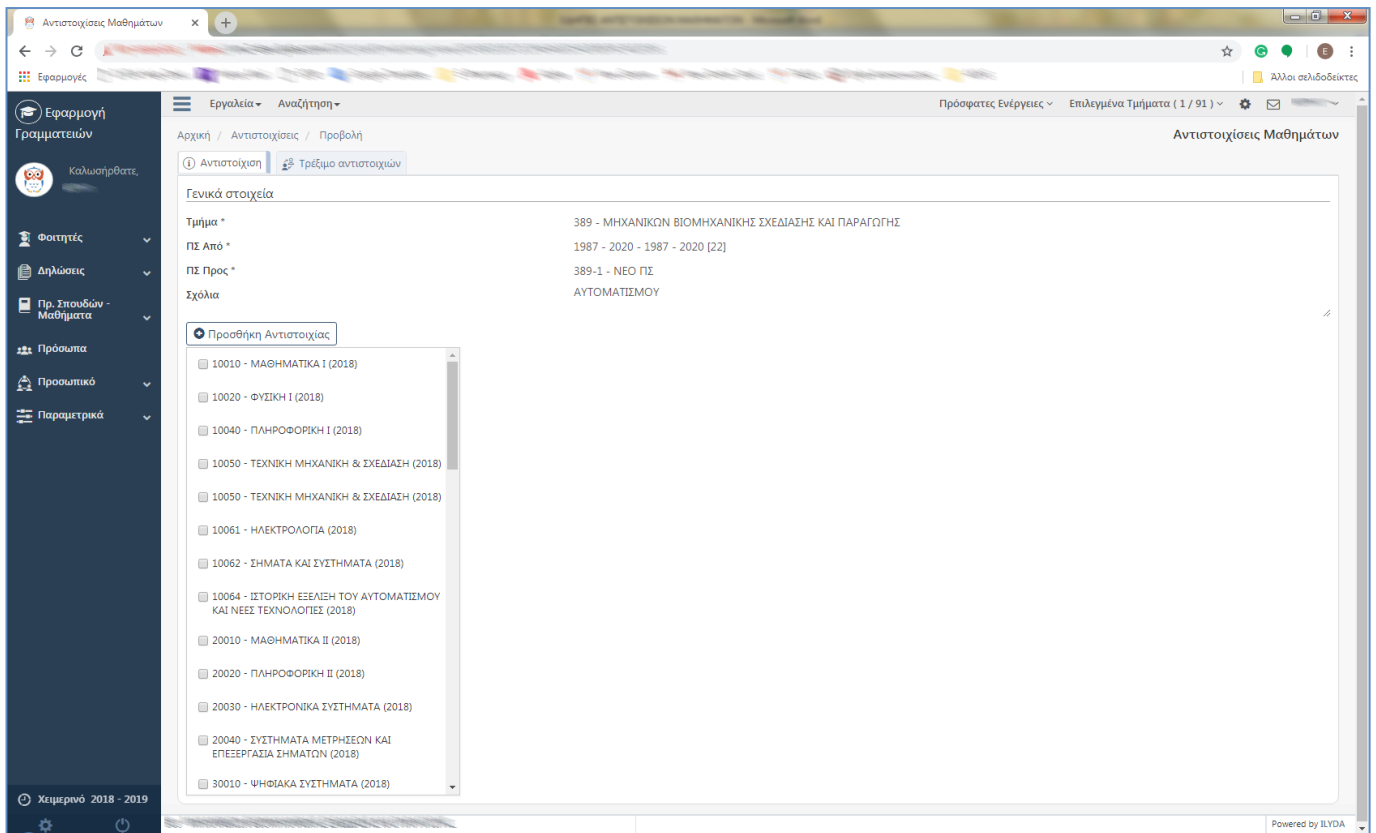 Αντιστοιχίσεις Μαθημάτων
Εφαρμογές
Άλλοι σελιδοδείκτες
E
Εφαρμογή
Γραμματειών
Καλωσήρθατε,
Φοιτητές
Δηλώσεις
Πρ. Σπουδών -
Μαθήματα
Πρόσωπα
Προσωπικό
Παραμετρικά
Χειμερινό 2018 - 2019
Εργαλεία Αναζήτηση
Πρόσφατες Ενέργειες Επιλεγμένα Τμήματα ( 1 / 91 )
Αρχική / Αντιστοιχίσεις / Προβολή
Αντιστοιχίσεις Μαθημάτων
Αντιστοίχιση Τρέξιμο αντιστοιχιών
Γενικά στοιχεία
Τμήμα * 389 - ΜΗΧΑΝΙΚΩΝ ΒΙΟΜΗΧΑΝΙΚΗΣ ΣΧΕΔΙΑΣΗΣ ΚΑΙ ΠΑΡΑΓΩΓΗΣ
ΠΣ Από * 1987 - 2020 - 1987 - 2020 [22]
ΠΣ Προς * 389-1 - ΝΕΟ ΠΣ
Σχόλια ΑΥΤΟΜΑΤΙΣΜΟΥ
Προσθήκη Αντιστοιχίας
10010 - ΜΑΘΗΜΑΤΙΚΑ Ι (2018)
10020 - ΦΥΣΙΚΗ Ι (2018)
10040 - ΠΛΗΡΟΦΟΡΙΚΗ Ι (2018)
10050 - ΤΕΧΝΙΚΗ ΜΗΧΑΝΙΚΗ & ΣΧΕΔΙΑΣΗ (2018)
10050 - ΤΕΧΝΙΚΗ ΜΗΧΑΝΙΚΗ & ΣΧΕΔΙΑΣΗ (2018)
10061 - ΗΛΕΚΤΡΟΛΟΓΙΑ (2018)
10062 - ΣΗΜΑΤΑ ΚΑΙ ΣΥΣΤΗΜΑΤΑ (2018)
10064 - ΙΣΤΟΡΙΚΗ ΕΞΕΛΙΞΗ ΤΟΥ ΑΥΤΟΜΑΤΙΣΜΟΥ
ΚΑΙ ΝΕΕΣ ΤΕΧΝΟΛΟΓΙΕΣ (2018)
20010 - ΜΑΘΗΜΑΤΙΚΑ ΙΙ (2018)
20020 - ΠΛΗΡΟΦΟΡΙΚΗ ΙΙ (2018)
20030 - ΗΛΕΚΤΡΟΝΙΚΑ ΣΥΣΤΗΜΑΤΑ (2018)
20040 - ΣΥΣΤΗΜΑΤΑ ΜΕΤΡΗΣΕΩΝ ΚΑΙ
ΕΠΕΞΕΡΓΑΣΙΑ ΣΗΜΑΤΩΝ (2018)
30010 - ΨΗΦΙΑΚΑ ΣΥΣΤΗΜΑΤΑ (2018)
Powered by ILYDA